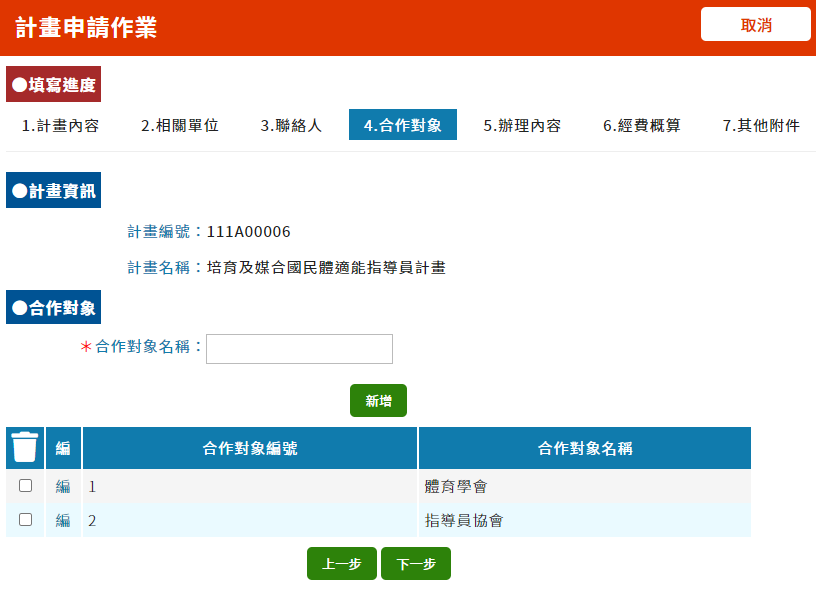 計畫申請作業
取消
●填寫進度
1.計畫內容 2.相關單位 3.聯絡人 4.合作對象 5.辦理內容 6.經費概算 7.其他附件
●計畫資訊
計畫編號：111A00006
計畫名稱：培育及媒合國民體適能指導員計畫
●合作對象
＊合作對象名稱：
新增
編 合作對象編號 合作對象名稱
編 1 體育學會
編 2 指導員協會
上一步 下一步